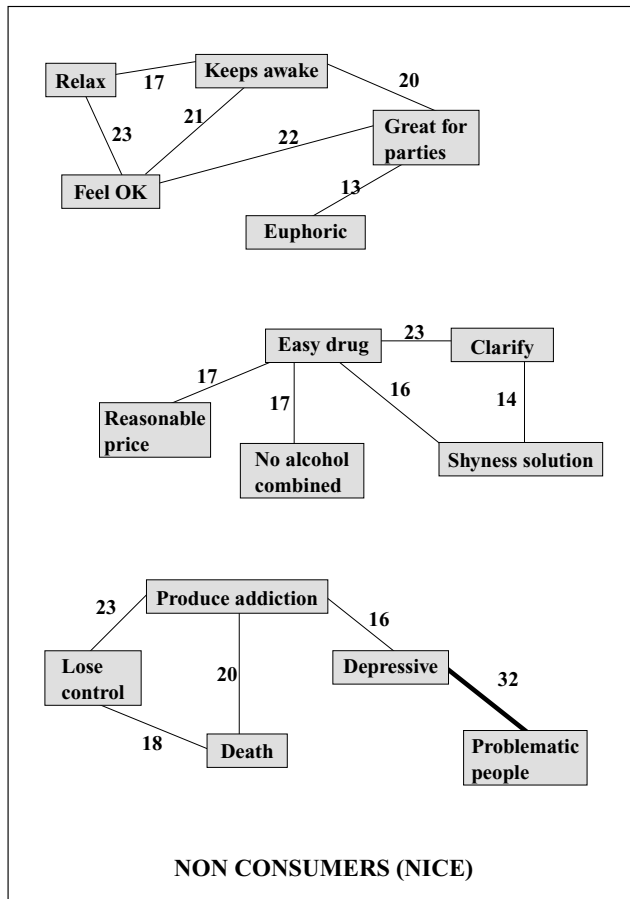 Relax
17
Keeps awake
20
23
21
22
Great for
parties
Feel OK
13
Euphoric
Easy drug
23
Clarify
17
17
16
14
Reasonable
price
No alcohol
combined
Shyness solution
Produce addiction
23
16
Lose
control
20
Depressive
32
18
Death
Problematic
people
NON CONSUMERS (NICE)